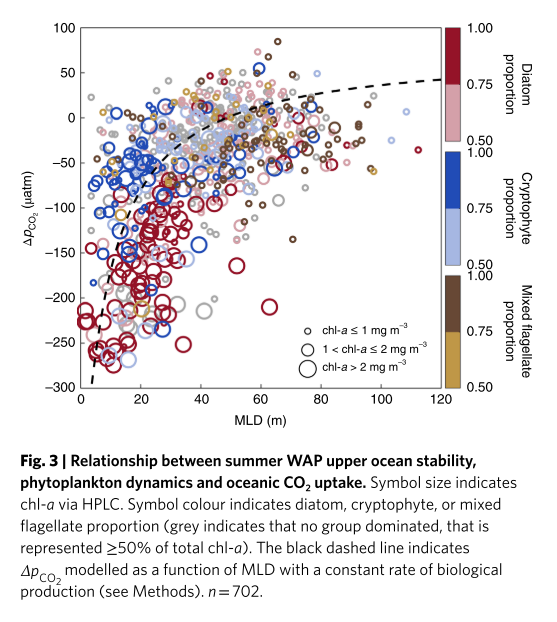 100
50
0
−50
−100
−150
−200
−250
−300
ΔpCO₂ (µatm)
0
20
40
60
80
100
120
MLD (m)
chl-a ≤ 1 mg m⁻³
1 < chl-a ≤ 2 mg m⁻³
chl-a > 2 mg m⁻³
1.00
0.75
0.50
Diatom
proportion
1.00
0.75
0.50
Cryptophyte
proportion
1.00
0.75
0.50
Mixed flagellate
proportion
Fig. 3 | Relationship between summer WAP upper ocean stability,
phytoplankton dynamics and oceanic CO₂ uptake. Symbol size indicates
chl-a via HPLC. Symbol colour indicates diatom, cryptophyte, or mixed
flagellate proportion (grey indicates that no group dominated, that is
represented ≥50% of total chl-a). The black dashed line indicates
ΔpCO₂ modelled as a function of MLD with a constant rate of biological
production (see Methods). n = 702.